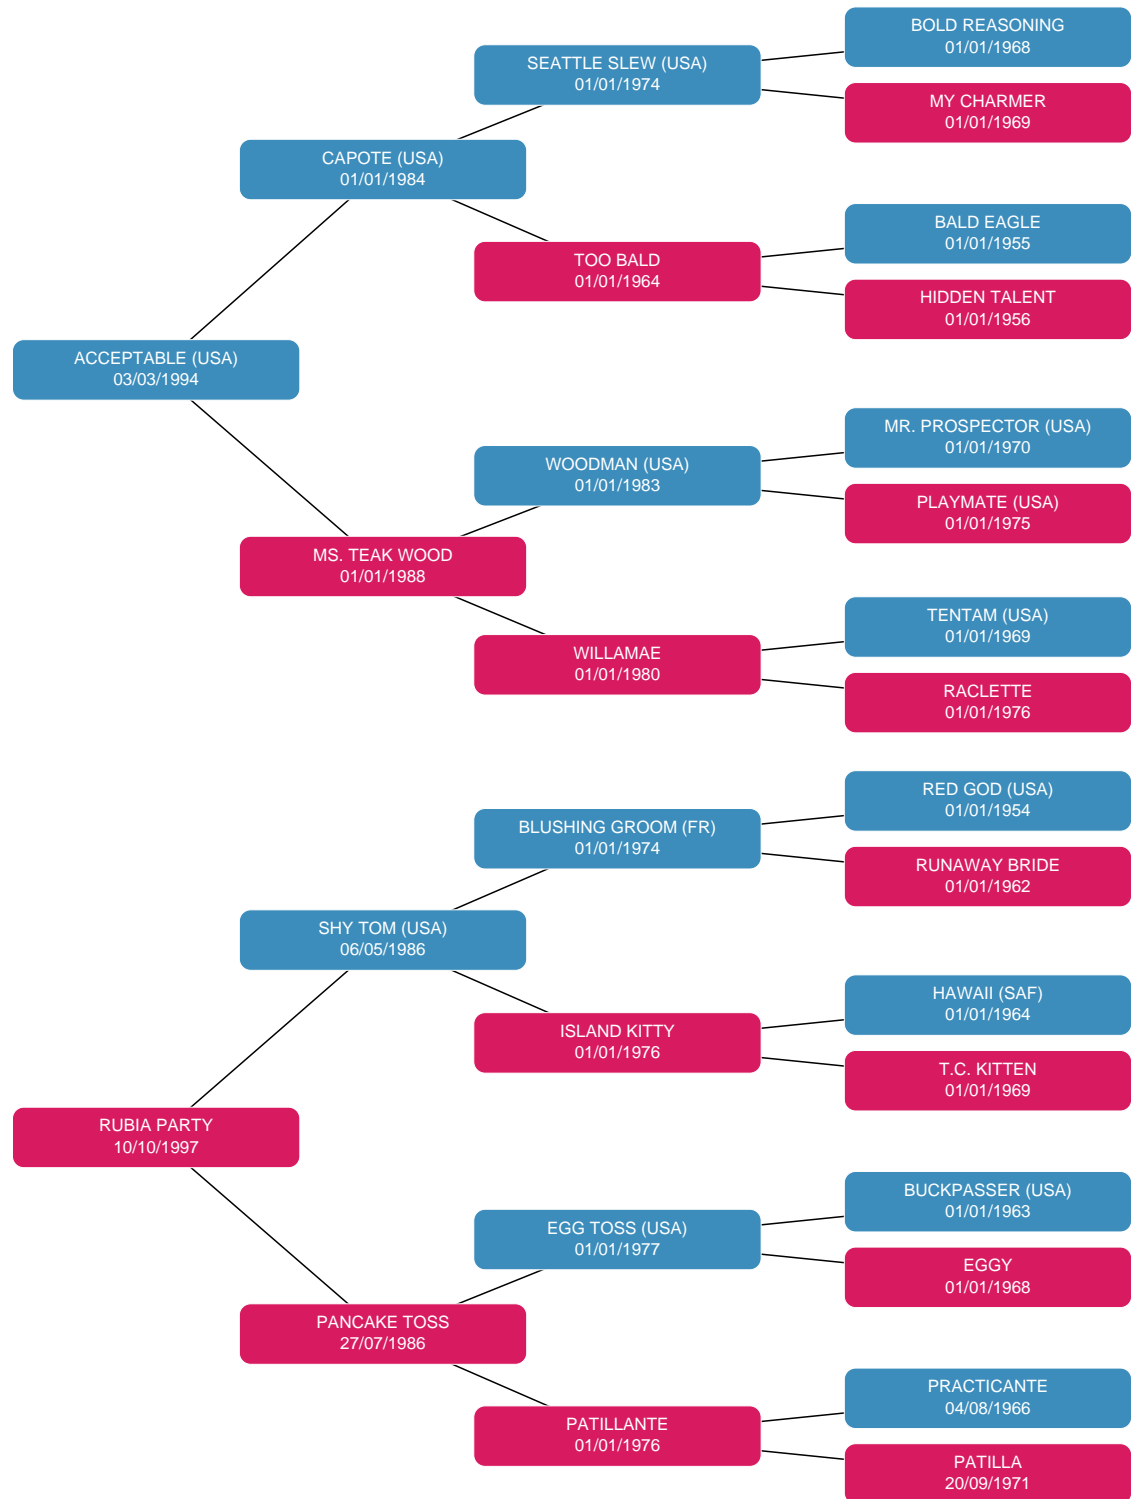 BOLD REASONING
01/01/1968
SEATTLE SLEW (USA)
01/01/1974
MY CHARMER
01/01/1969
CAPOTE (USA)
01/01/1984
BALD EAGLE
01/01/1955
TOO BALD
01/01/1964
HIDDEN TALENT
01/01/1956
ACCEPTABLE (USA)
03/03/1994
MR. PROSPECTOR (USA)
01/01/1970
WOODMAN (USA)
01/01/1983
PLAYMATE (USA)
01/01/1975
MS. TEAK WOOD
01/01/1988
TENTAM (USA)
01/01/1969
WILLAMAE
01/01/1980
RACLETTE
01/01/1976
RED GOD (USA)
01/01/1954
BLUSHING GROOM (FR)
01/01/1974
RUNAWAY BRIDE
01/01/1962
SHY TOM (USA)
06/05/1986
HAWAII (SAF)
01/01/1964
ISLAND KITTY
01/01/1976
T.C. KITTEN
01/01/1969
RUBIA PARTY
10/10/1997
BUCKPASSER (USA)
01/01/1963
EGG TOSS (USA)
01/01/1977
EGGY
01/01/1968
PANCAKE TOSS
27/07/1986
PRACTICANTE
04/08/1966
PATILLANTE
01/01/1976
PATILLA
20/09/1971